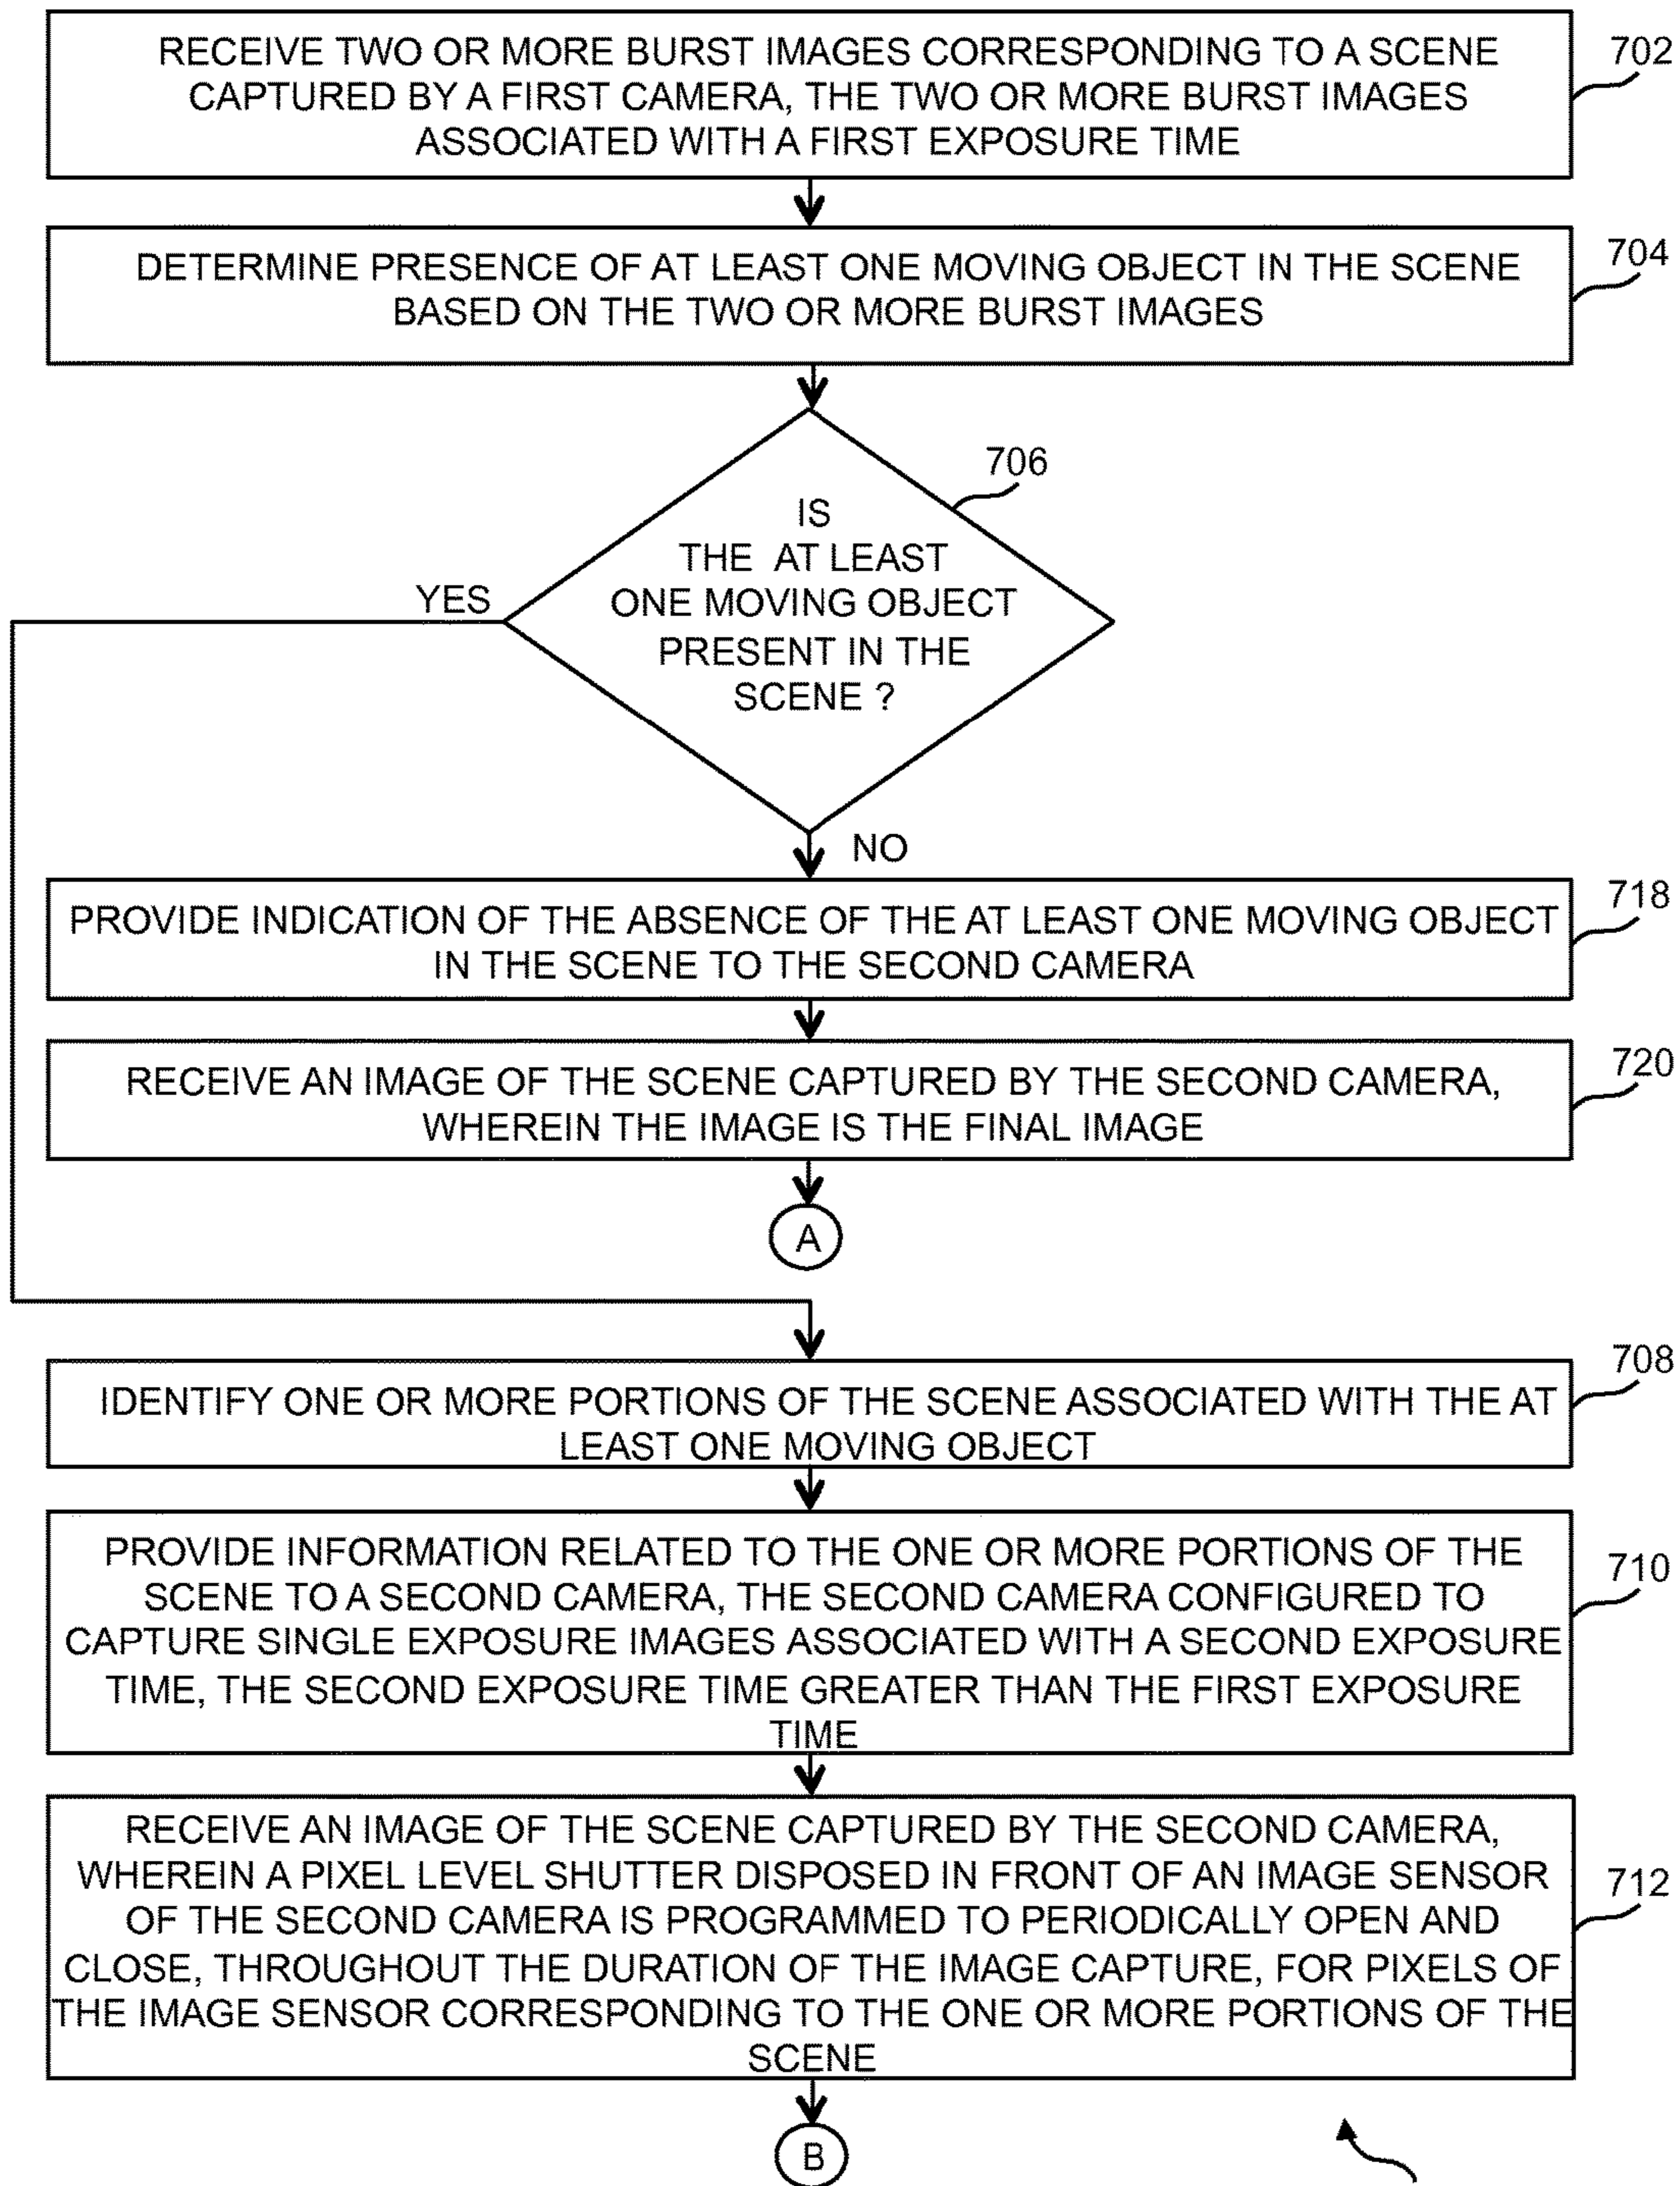 RECEIVE TWO OR MORE BURST IMAGES CORRESPONDING TO A SCENE
CAPTURED BY A FIRST CAMERA, THE TWO OR MORE BURST IMAGES
ASSOCIATED WITH A FIRST EXPOSURE TIME
702
DETERMINE PRESENCE OF AT LEAST ONE MOVING OBJECT IN THE SCENE
BASED ON THE TWO OR MORE BURST IMAGES
704
706
IS
THE AT LEAST
ONE MOVING OBJECT
PRESENT IN THE
SCENE ?
YES
NO
PROVIDE INDICATION OF THE ABSENCE OF THE AT LEAST ONE MOVING OBJECT
IN THE SCENE TO THE SECOND CAMERA
718
RECEIVE AN IMAGE OF THE SCENE CAPTURED BY THE SECOND CAMERA,
WHEREIN THE IMAGE IS THE FINAL IMAGE
720
A
IDENTIFY ONE OR MORE PORTIONS OF THE SCENE ASSOCIATED WITH THE AT
LEAST ONE MOVING OBJECT
708
PROVIDE INFORMATION RELATED TO THE ONE OR MORE PORTIONS OF THE
SCENE TO A SECOND CAMERA, THE SECOND CAMERA CONFIGURED TO
CAPTURE SINGLE EXPOSURE IMAGES ASSOCIATED WITH A SECOND EXPOSURE
TIME, THE SECOND EXPOSURE TIME GREATER THAN THE FIRST EXPOSURE
TIME
710
RECEIVE AN IMAGE OF THE SCENE CAPTURED BY THE SECOND CAMERA,
WHEREIN A PIXEL LEVEL SHUTTER DISPOSED IN FRONT OF AN IMAGE SENSOR
OF THE SECOND CAMERA IS PROGRAMMED TO PERIODICALLY OPEN AND
CLOSE, THROUGHOUT THE DURATION OF THE IMAGE CAPTURE, FOR PIXELS OF
THE IMAGE SENSOR CORRESPONDING TO THE ONE OR MORE PORTIONS OF THE
SCENE
712
B